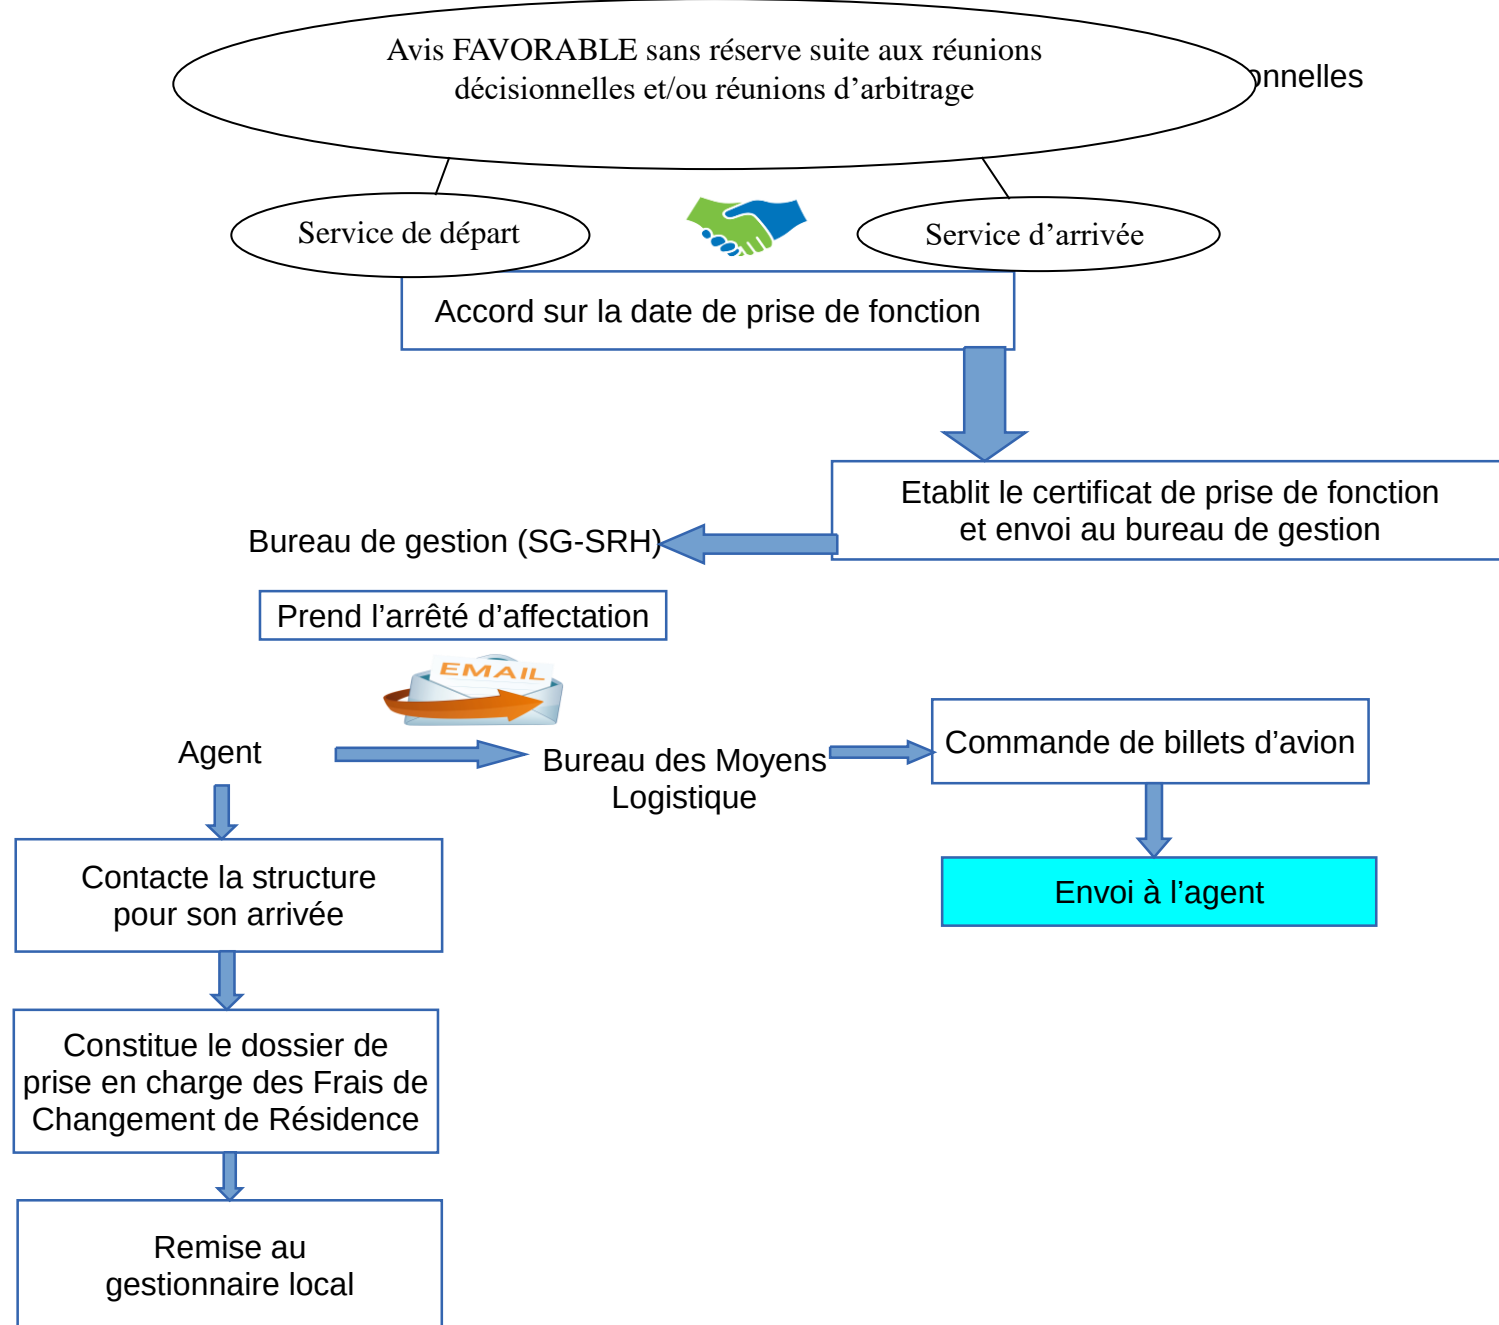 Avis FAVORABLE sans réserve suite aux réunions
décisionnelles et/ou réunions d’arbitrage
onnelles
Service de départ
Service d’arrivée
Accord sur la date de prise de fonction
Etablit le certificat de prise de fonction
et envoi au bureau de gestion
Bureau de gestion (SG-SRH)
Prend l’arrêté d’affectation
EMAIL
Agent
Bureau des Moyens
Logistique
Commande de billets d’avion
Contacte la structure
pour son arrivée
Envoi à l’agent
Constitue le dossier de
prise en charge des Frais de
Changement de Résidence
Remise au
gestionnaire local